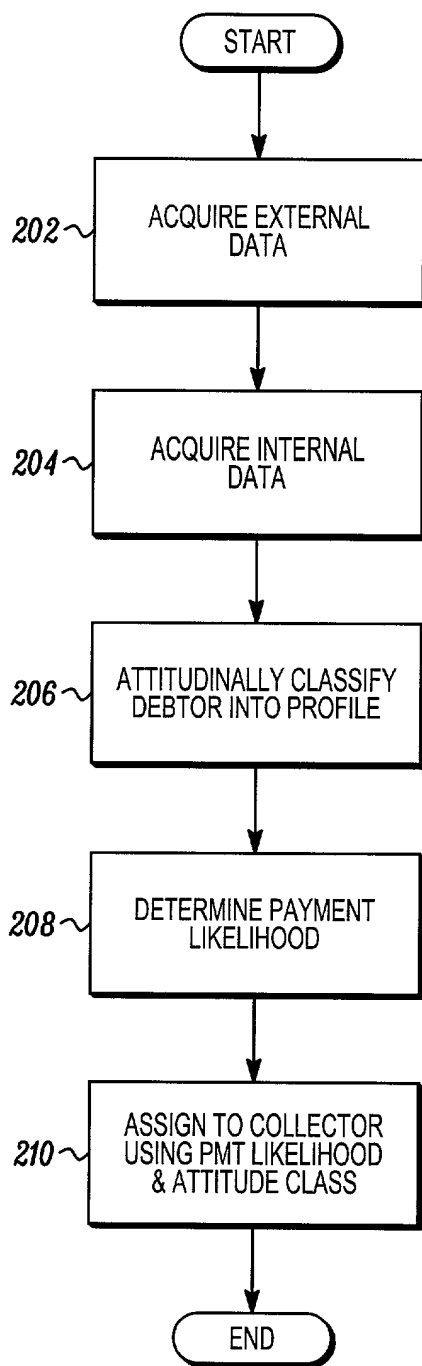 START
202
ACQUIRE EXTERNAL
DATA
204
ACQUIRE INTERNAL
DATA
206
ATTITUDINALLY CLASSIFY
DEBTOR INTO PROFILE
208
DETERMINE PAYMENT
LIKELIHOOD
210
ASSIGN TO COLLECTOR
USING PMT LIKELIHOOD
& ATTITUDE CLASS
END